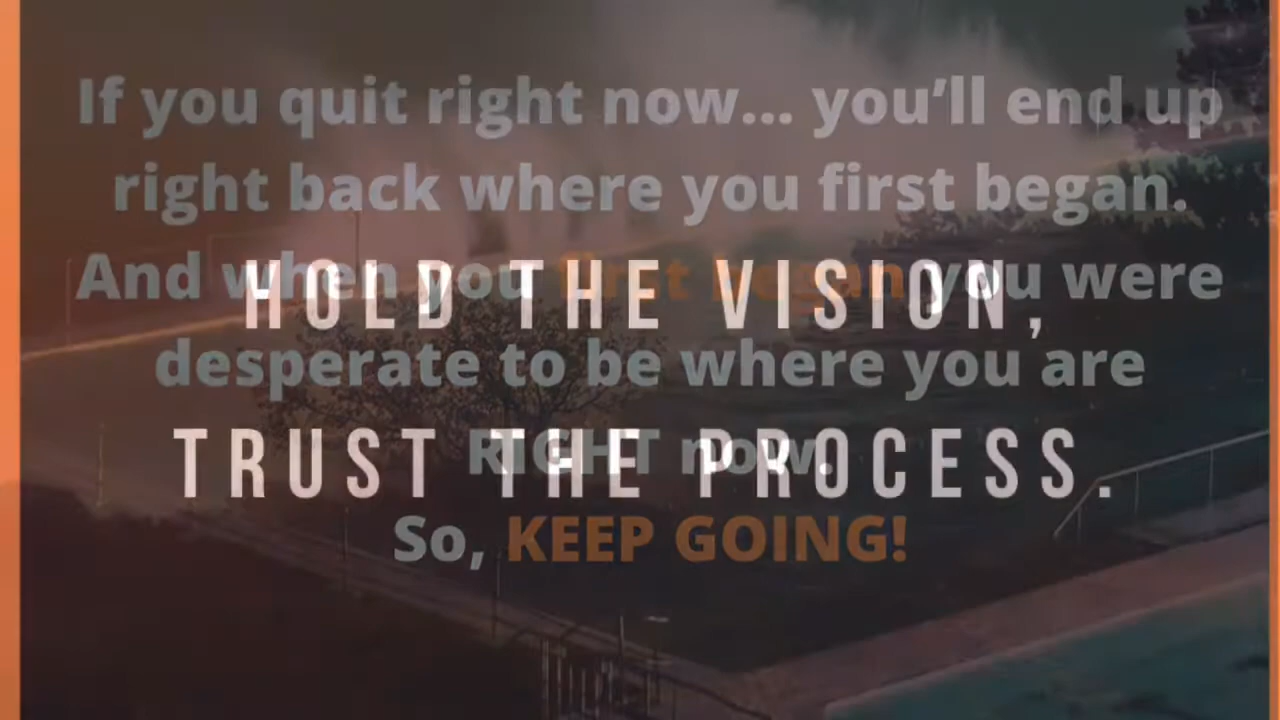 If you quit right now... you’ll end up
right back where you first began.
And when you first began you were
HOLD THE VISION,
desperate to be where you are
TRUST THE PROCESS.
RIGHT now.
So, KEEP GOING!